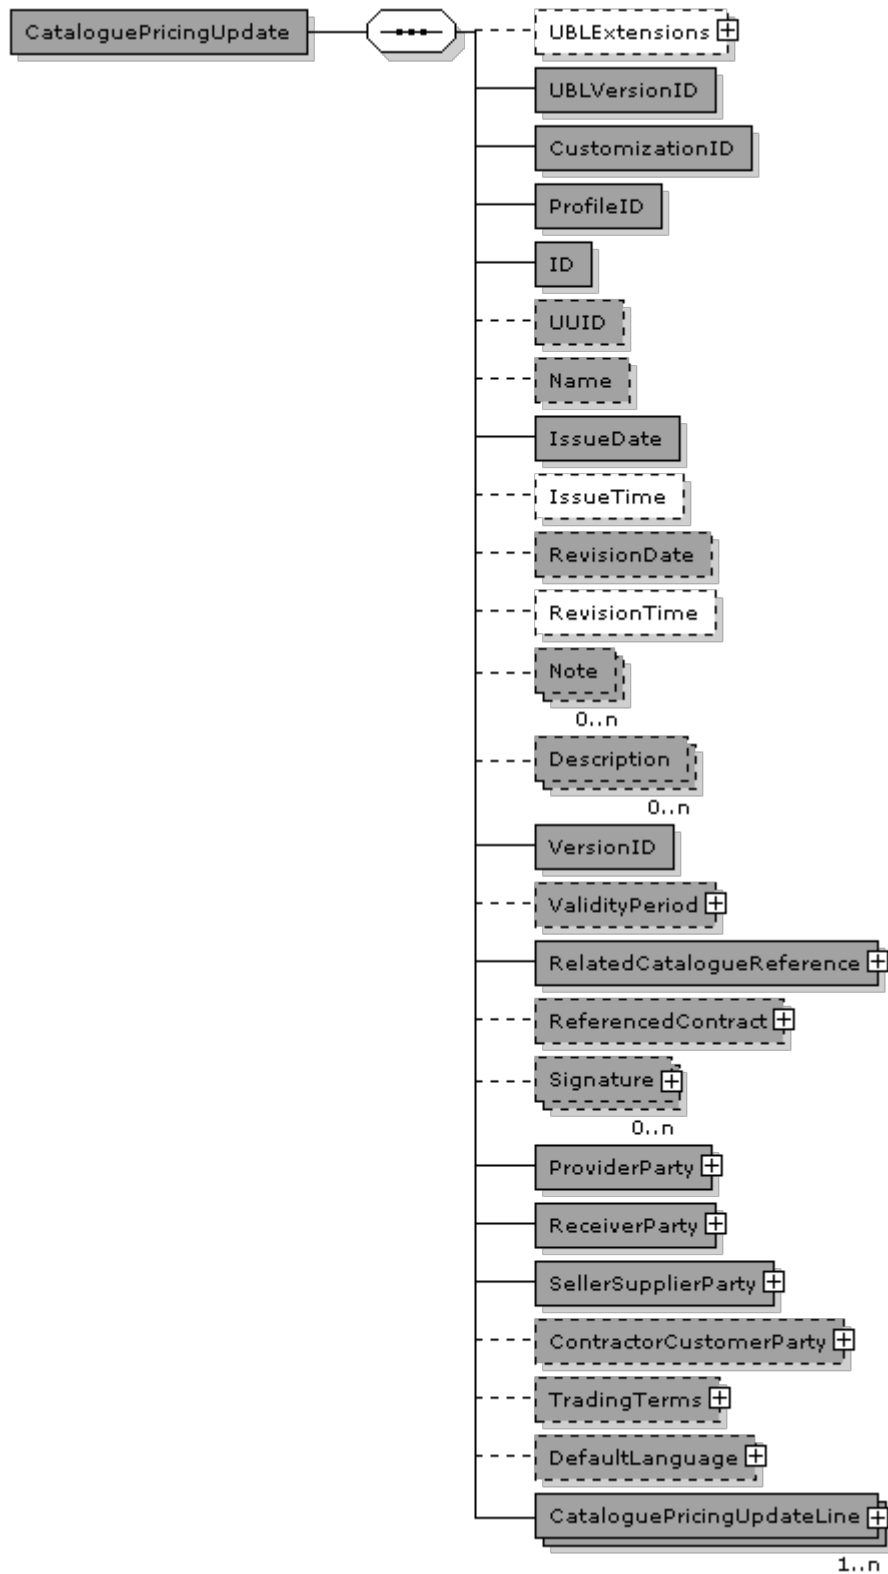 CataloguePricingUpdate
UBLExtensions
UBLVersionID
CustomizationID
ProfileID
ID
UUID
Name
IssueDate
IssueTime
RevisionDate
RevisionTime
Note
0..n
Description
0..n
VersionID
ValidityPeriod
RelatedCatalogueReference
ReferencedContract
Signature
0..n
ProviderParty
ReceiverParty
SellerSupplierParty
ContractorCustomerParty
TradingTerms
DefaultLanguage
CataloguePricingUpdateLine
1..n